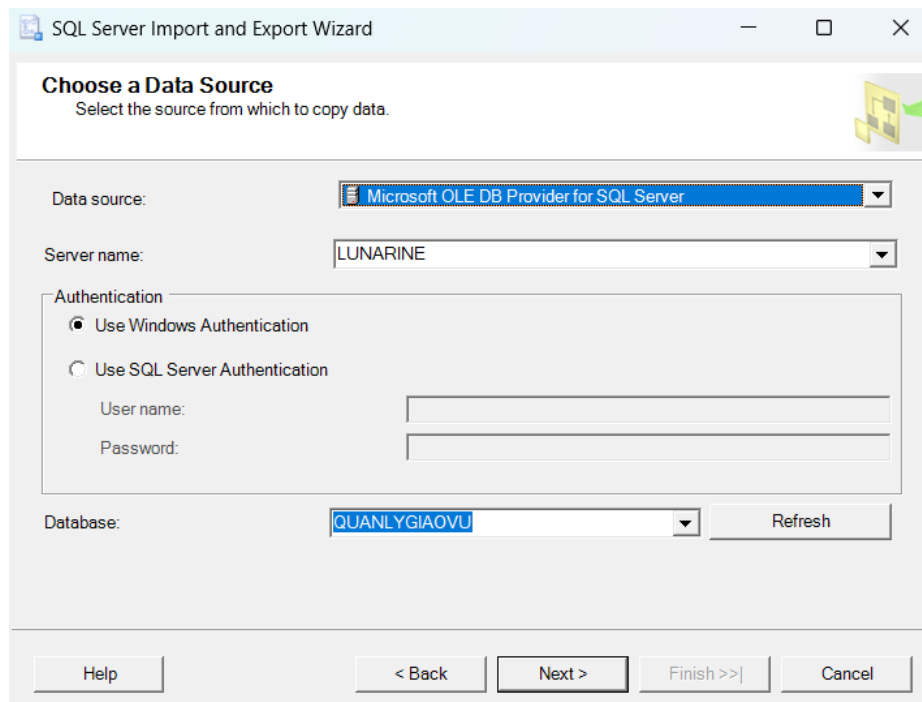 SQL Server Import and Export Wizard
Choose a Data Source
Select the source from which to copy data.
Data source:
Microsoft OLE DB Provider for SQL Server
Server name:
LUNARINE
Authentication
Use Windows Authentication
Use SQL Server Authentication
User name:
Password:
Database:
QUANLYGIAOVU
Refresh
Help
< Back
Next >
Finish >>|
Cancel